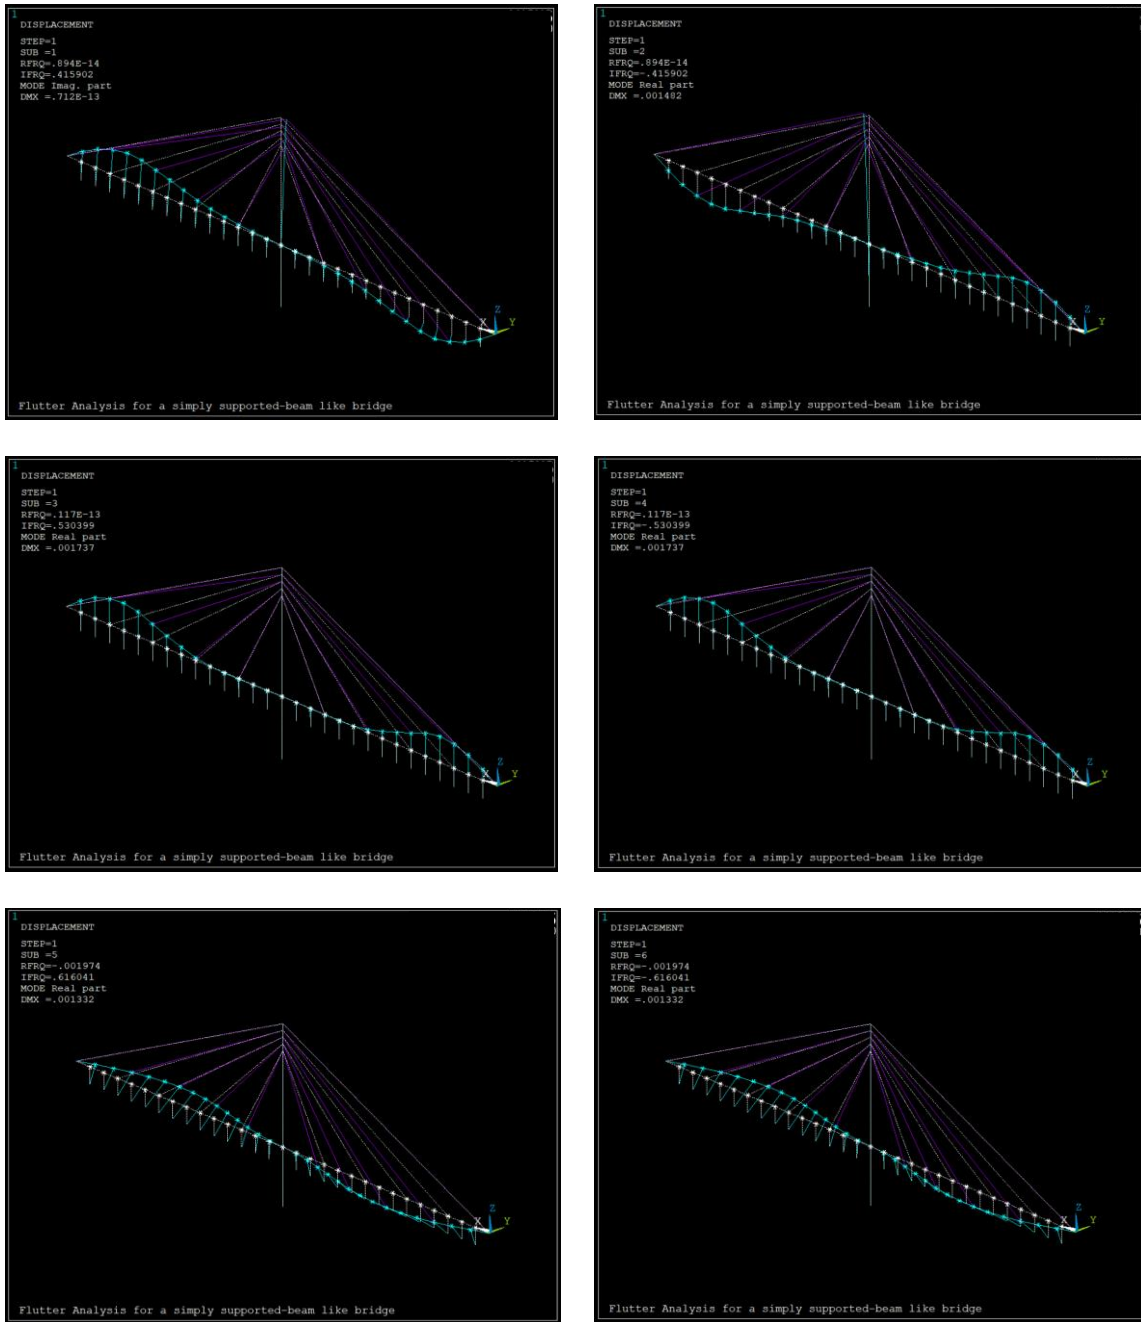 1
DISPLACEMENT
STEP=1
SUB =1
RFRQ=.894E-14
IFRQ=.415902
MODE Imag. part
DMX =.712E-13
Z
X
Y
Flutter Analysis for a simply supported-beam like bridge
1
DISPLACEMENT
STEP=1
SUB =2
RFRQ=.894E-14
IFRQ=-.415902
MODE Real part
DMX =.001482
Z
X
Y
Flutter Analysis for a simply supported-beam like bridge
1
DISPLACEMENT
STEP=1
SUB =3
RFRQ=.117E-13
IFRQ=.530399
MODE Real part
DMX =.001737
Z
X
Y
Flutter Analysis for a simply supported-beam like bridge
1
DISPLACEMENT
STEP=1
SUB =4
RFRQ=.117E-13
IFRQ=-.530399
MODE Real part
DMX =.001737
Z
X
Y
Flutter Analysis for a simply supported-beam like bridge
1
DISPLACEMENT
STEP=1
SUB =5
RFRQ=-.001974
IFRQ=.616041
MODE Real part
DMX =.001332
Z
X
Y
Flutter Analysis for a simply supported-beam like bridge
1
DISPLACEMENT
STEP=1
SUB =6
RFRQ=-.001974
IFRQ=-.616041
MODE Real part
DMX =.001332
Z
X
Y
Flutter Analysis for a simply supported-beam like bridge